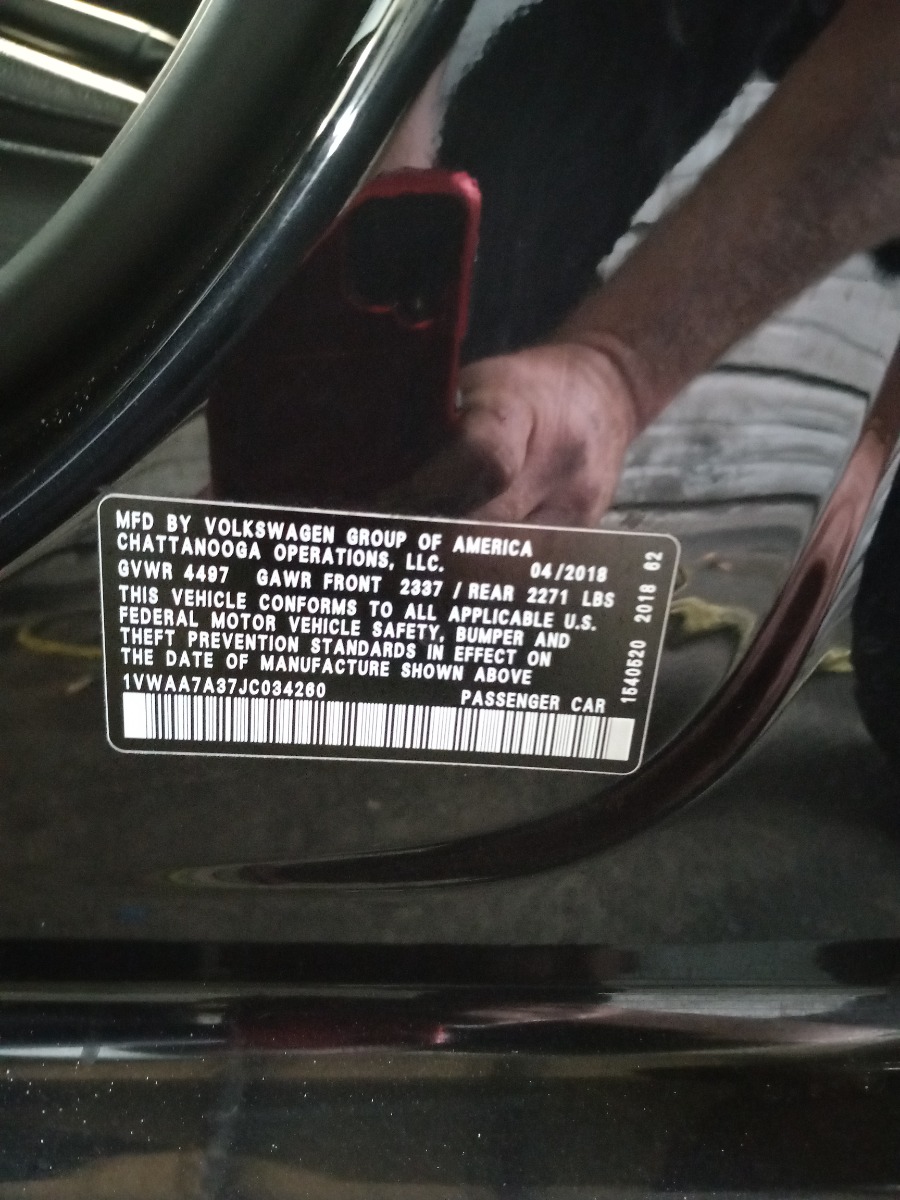 MFD BY VOLKSWAGEN GROUP OF AMERICA
CHATTANOOGA OPERATIONS, LLC. 04/2018
GVWR 4497 GAWR FRONT 2337 / REAR 2271 LBS
THIS VEHICLE CONFORMS TO ALL APPLICABLE U.S.
FEDERAL MOTOR VEHICLE SAFETY, BUMPER AND
THEFT PREVENTION STANDARDS IN EFFECT ON
THE DATE OF MANUFACTURE SHOWN ABOVE
1VWAA7A37JC034260 PASSENGER CAR
1540520 2018 62